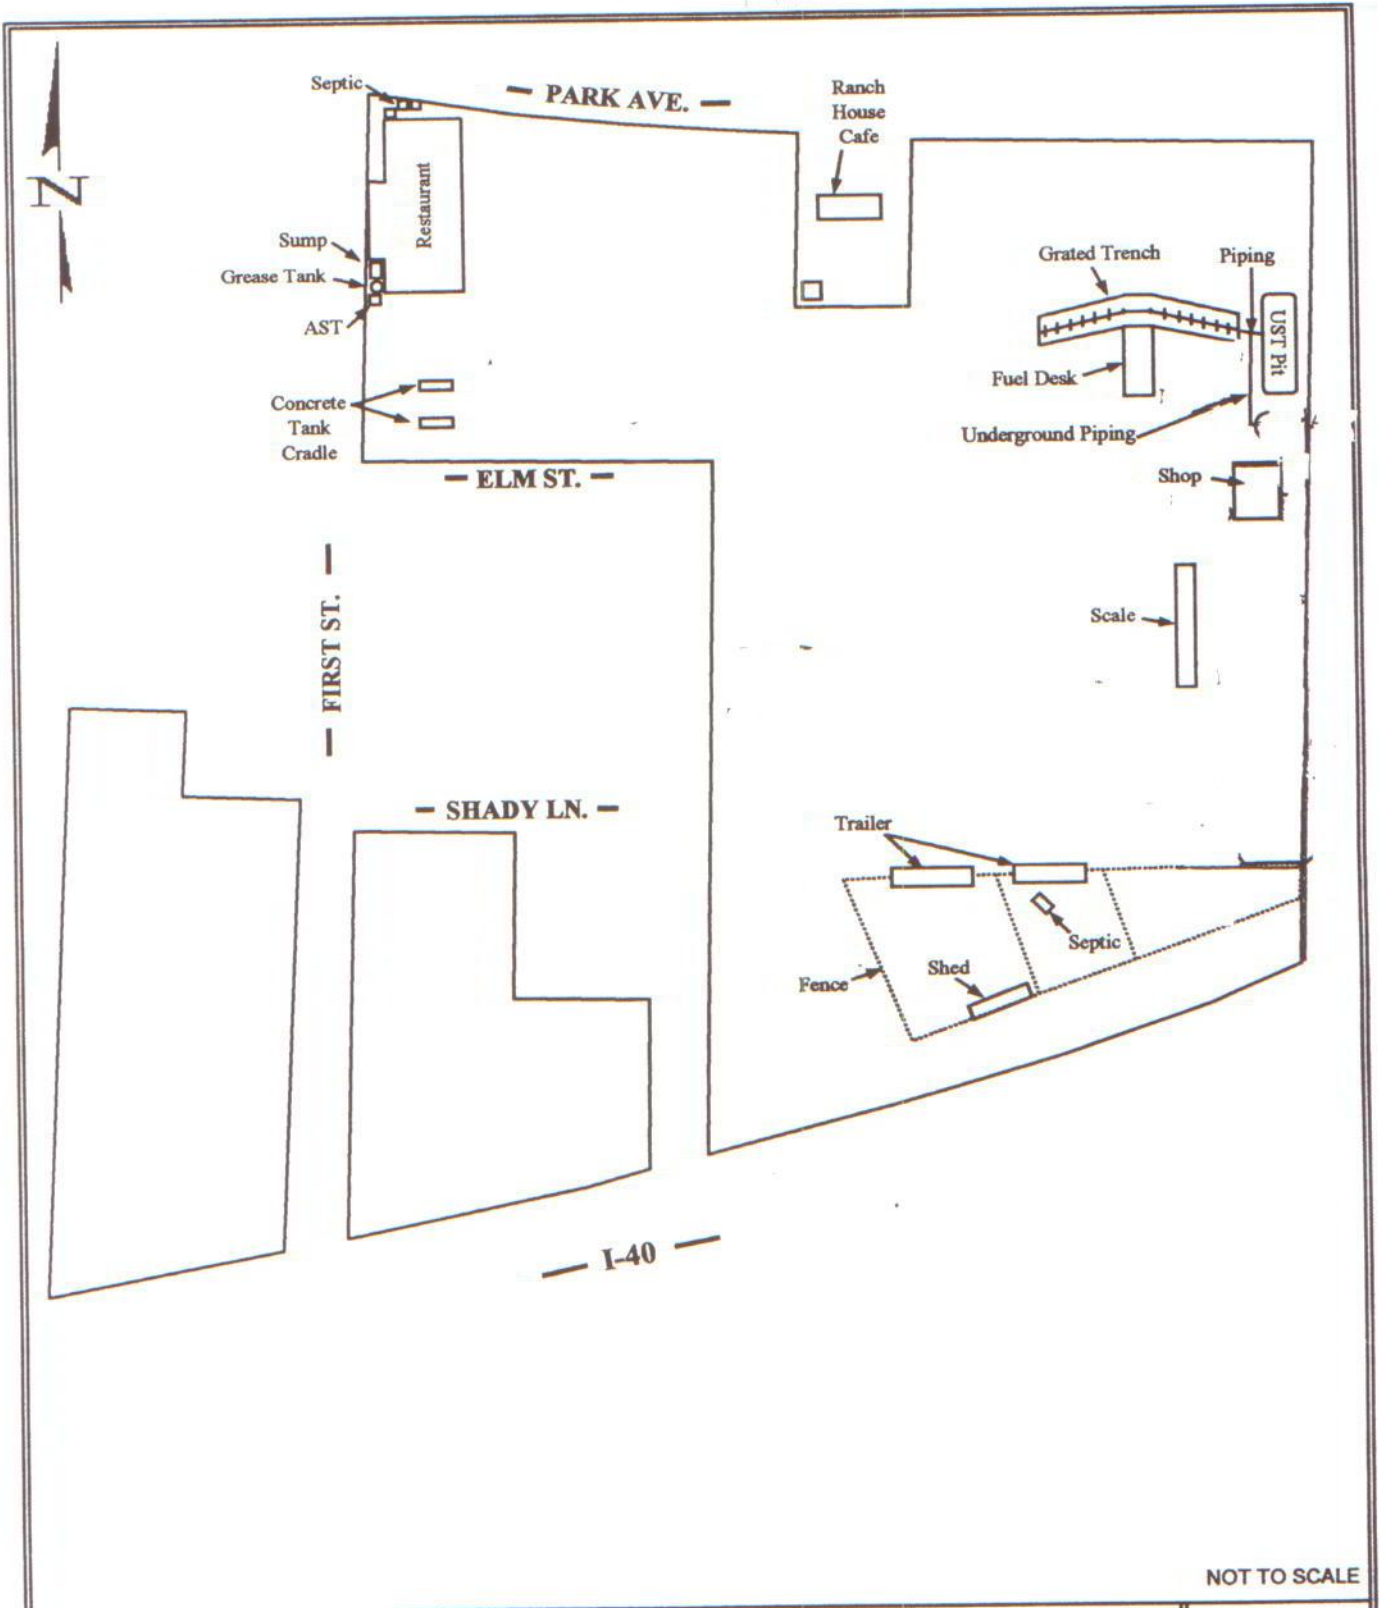 Septic
PARK AVE.
Ranch
House
Cafe
N
Restaurant
Sump
Grease Tank
AST
Grated Trench
Piping
UST Pit
Fuel Desk
Concrete
Tank
Cradle
Underground Piping
ELM ST.
Shop
FIRST ST.
Scale
SHADY LN.
Trailer
Septic
Shed
Fence
I-40
NOT TO SCALE